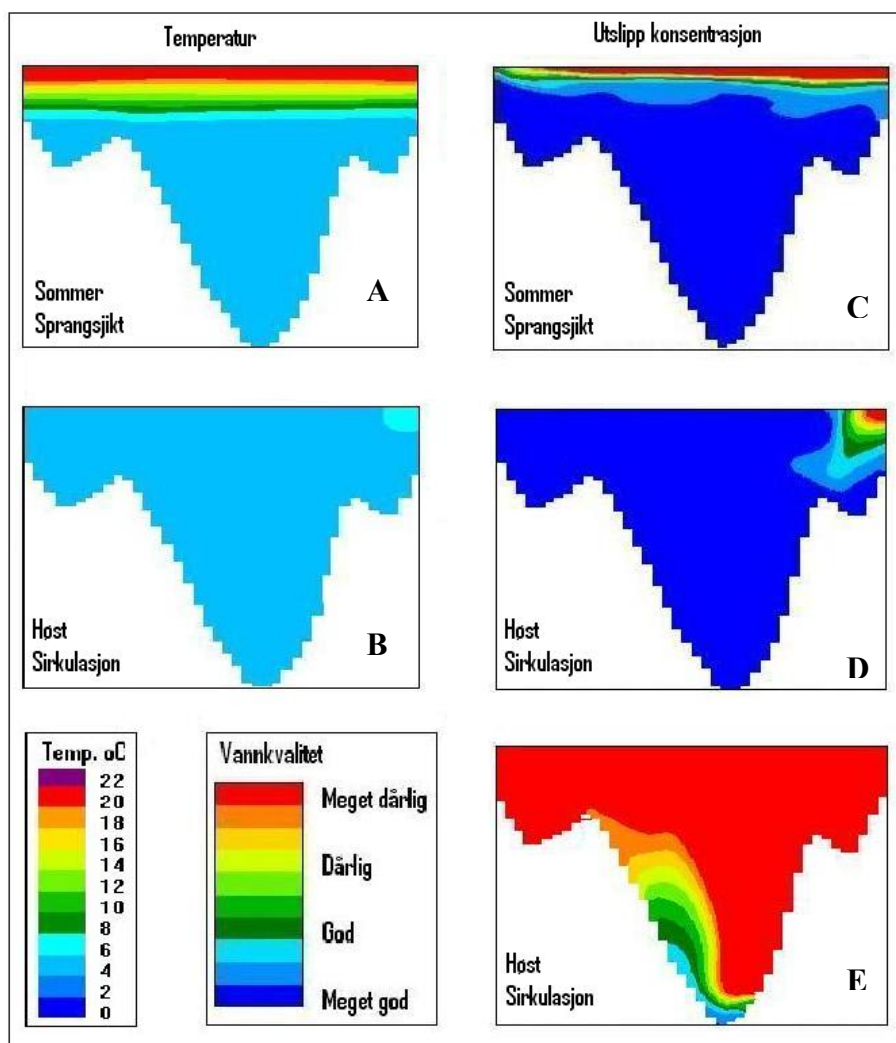 Temperatur
Utslipp konsentrasjon
Sommer
Sprangsjikt
A
Sommer
Sprangsjikt
C
Høst
Sirkulasjon
B
Høst
Sirkulasjon
D
Temp. oC
22
20
18
16
14
12
10
8
6
4
2
0
Vannkvalitet
Meget dårlig
Dårlig
God
Meget god
Høst
Sirkulasjon
E